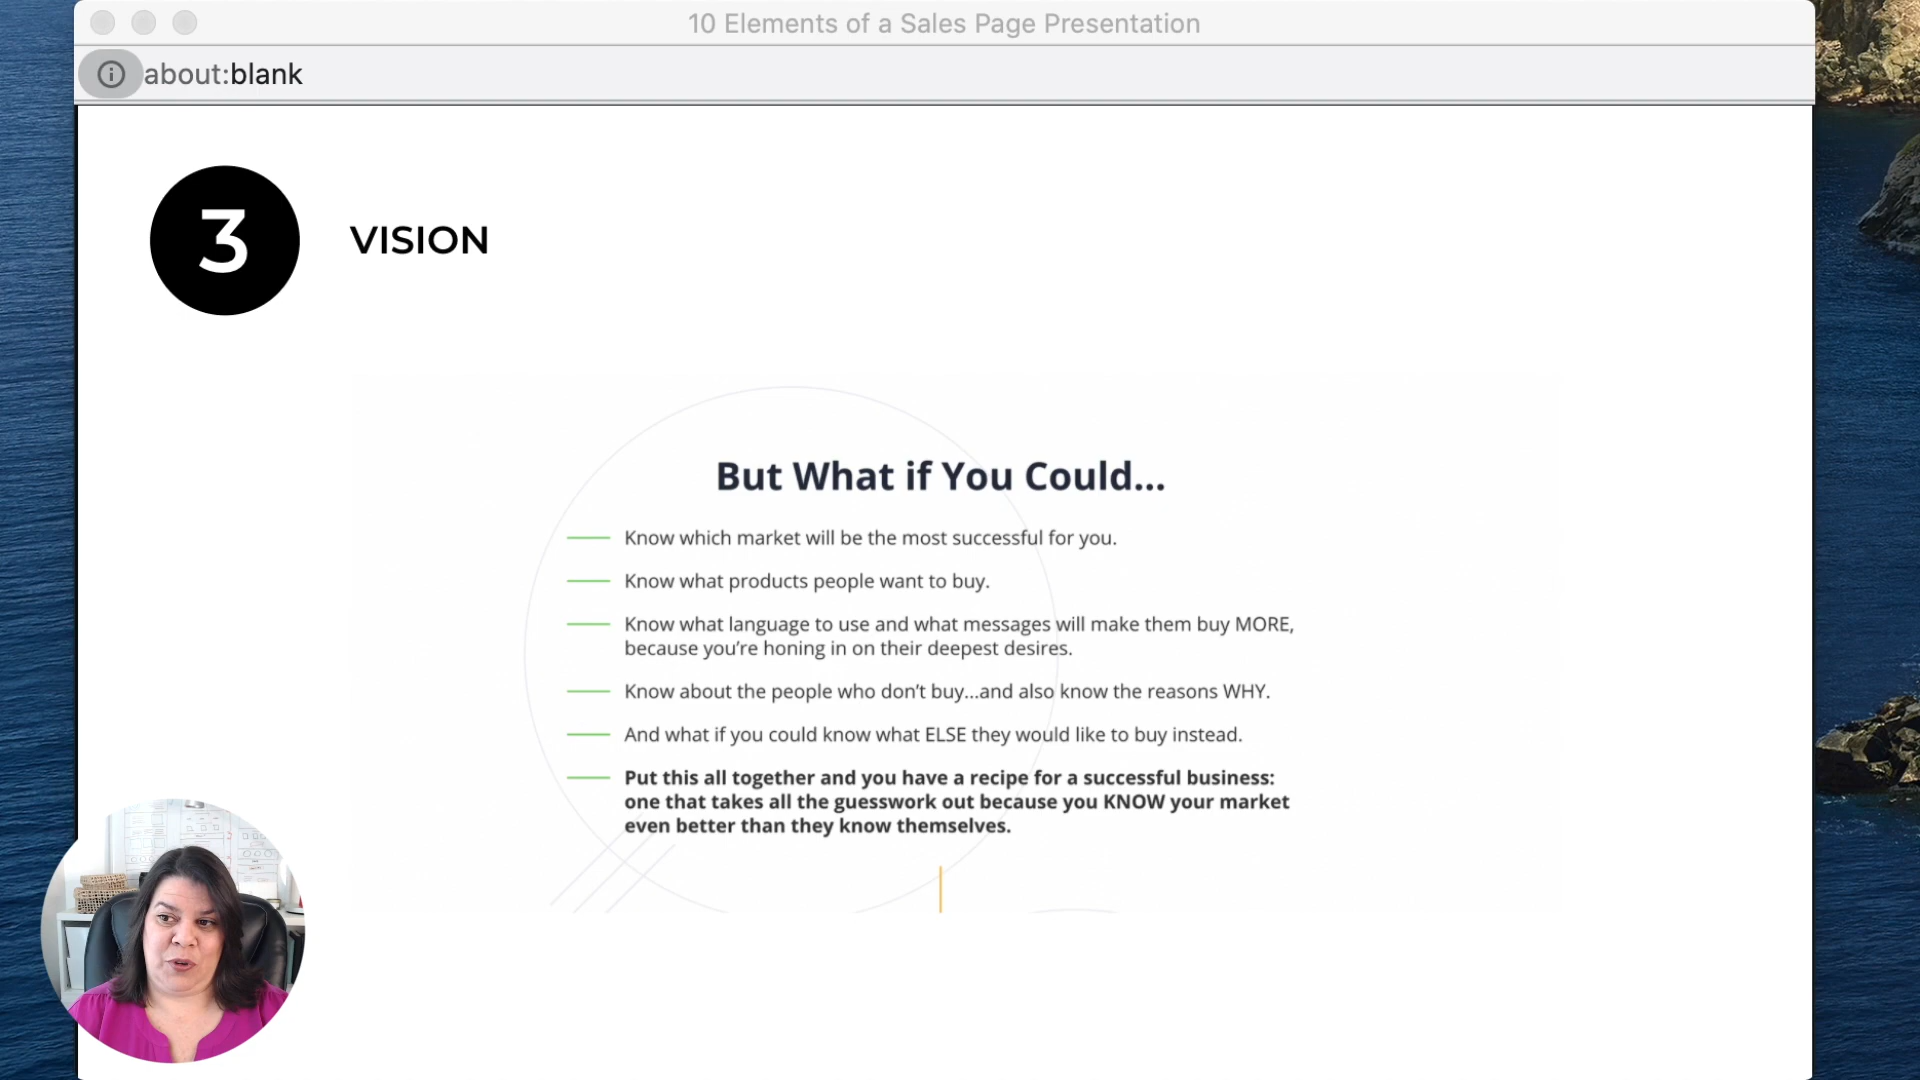 10 Elements of a Sales Page Presentation
about:blank
3
VISION
But What if You Could...
Know which market will be the most successful for you.
Know what products people want to buy.
Know what language to use and what messages will make them buy MORE,
because you’re honing in on their deepest desires.
Know about the people who don’t buy...and also know the reasons WHY.
And what if you could know what ELSE they would like to buy instead.
Put this all together and you have a recipe for a successful business:
one that takes all the guesswork out because you KNOW your market
even better than they know themselves.